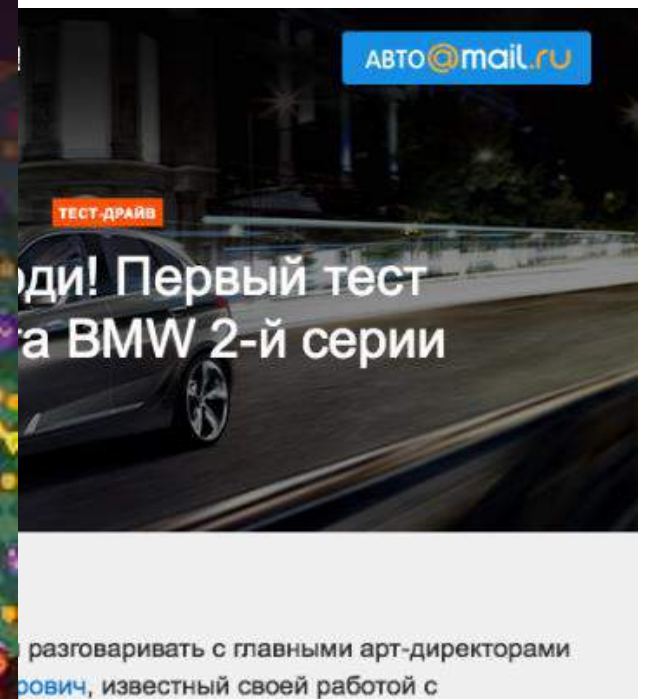 !
АВТО@mail.ru
ТЕСТ-ДРАЙВ
оди! Первый тест
а BMW 2-й серии
разговаривать с главными арт-директорами
рович, известный своей работой с